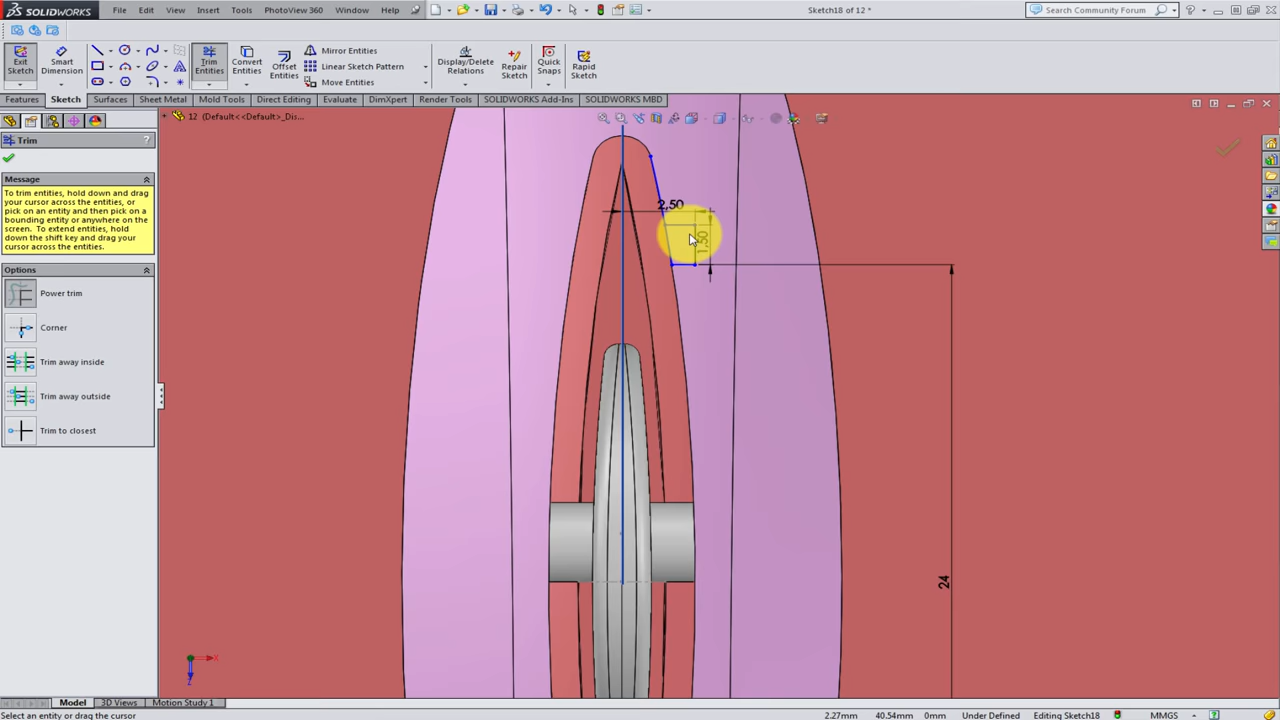 SOLIDWORKS
File Edit View Insert Tools PhotoView 360 Window Help
Sketch18 of 12 *
Search Community Forum
Exit Sketch
Smart Dimension
Trim Entities
Convert Entities
Offset Entities
Mirror Entities
Linear Sketch Pattern
Move Entities
Display/Delete Relations
Repair Sketch
Quick Snaps
Rapid Sketch
Features Sketch Surfaces Sheet Metal Mold Tools Direct Editing Evaluate DimXpert Render Tools SOLIDWORKS Add-Ins SOLIDWORKS MBD
12 (Default<<Default>_Dis...
Trim
?
Message
To trim entities, hold down and drag
your cursor across the entities, or
pick on an entity and then pick on a
bounding entity or anywhere on the
screen. To extend entities, hold
down the shift key and drag your
cursor across the entities.
Options
Power trim
Corner
Trim away inside
Trim away outside
Trim to closest
2,50
1,50
24
X
Z
Model 3D Views Motion Study 1
Select an entity or drag the cursor
2.27mm 40.54mm 0mm Under Defined Editing Sketch18 MMGS